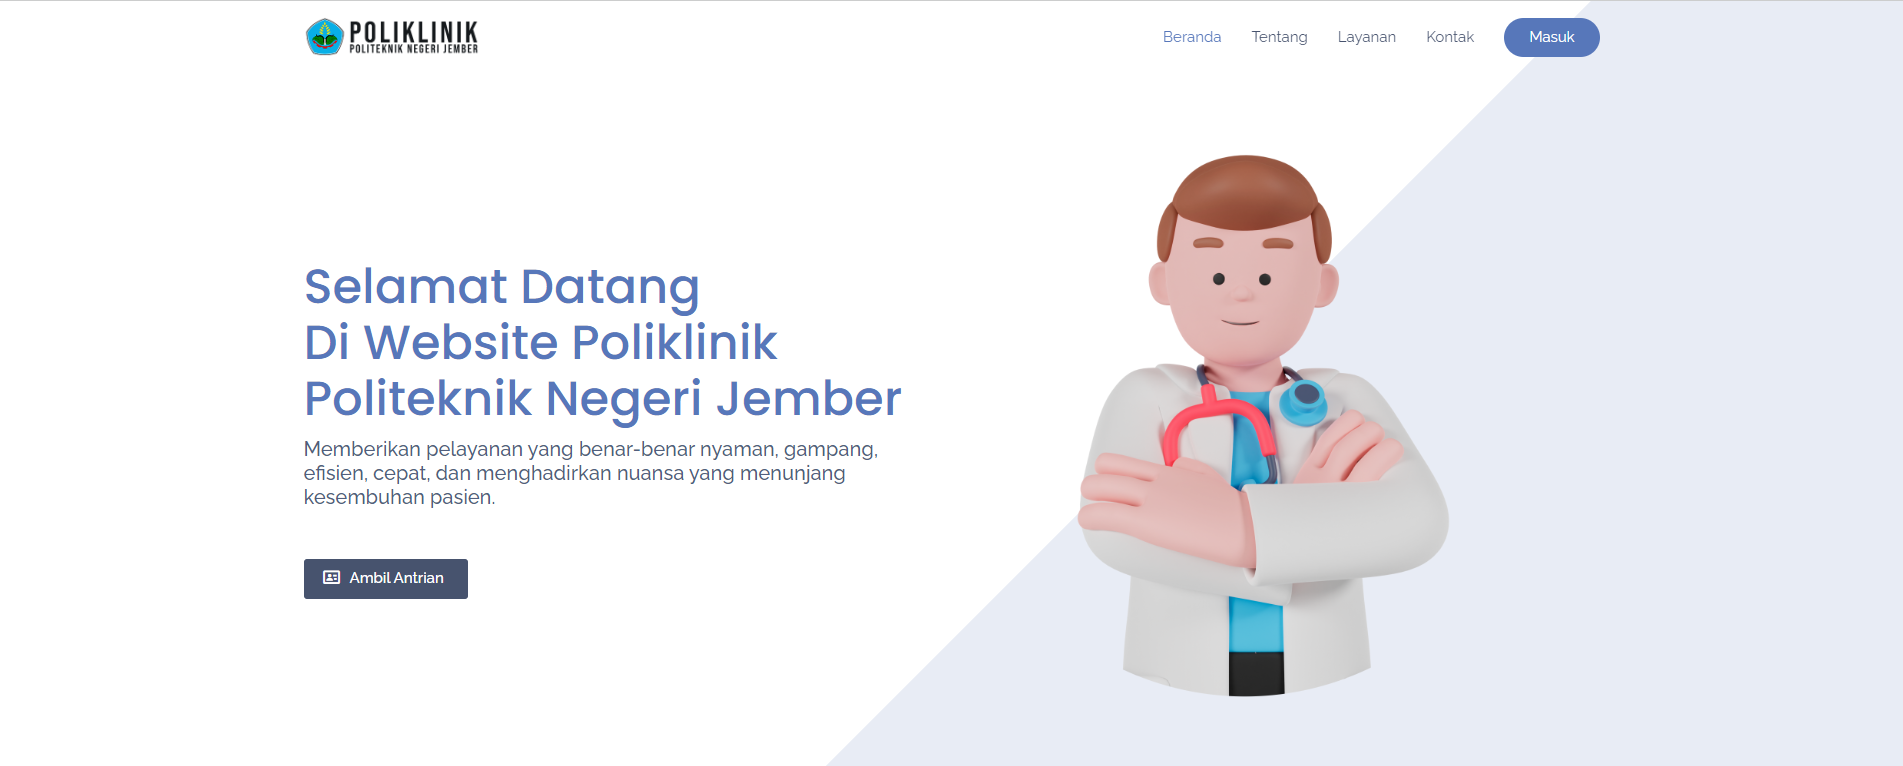 POLIKLINIK
POLITEKNIK NEGERI JEMBER
Beranda Tentang Layanan Kontak Masuk
Selamat Datang
Di Website Poliklinik
Politeknik Negeri Jember
Memberikan pelayanan yang benar-benar nyaman, gampang,
efisien, cepat, dan menghadirkan nuansa yang menunjang
kesembuhan pasien.
Ambil Antrian